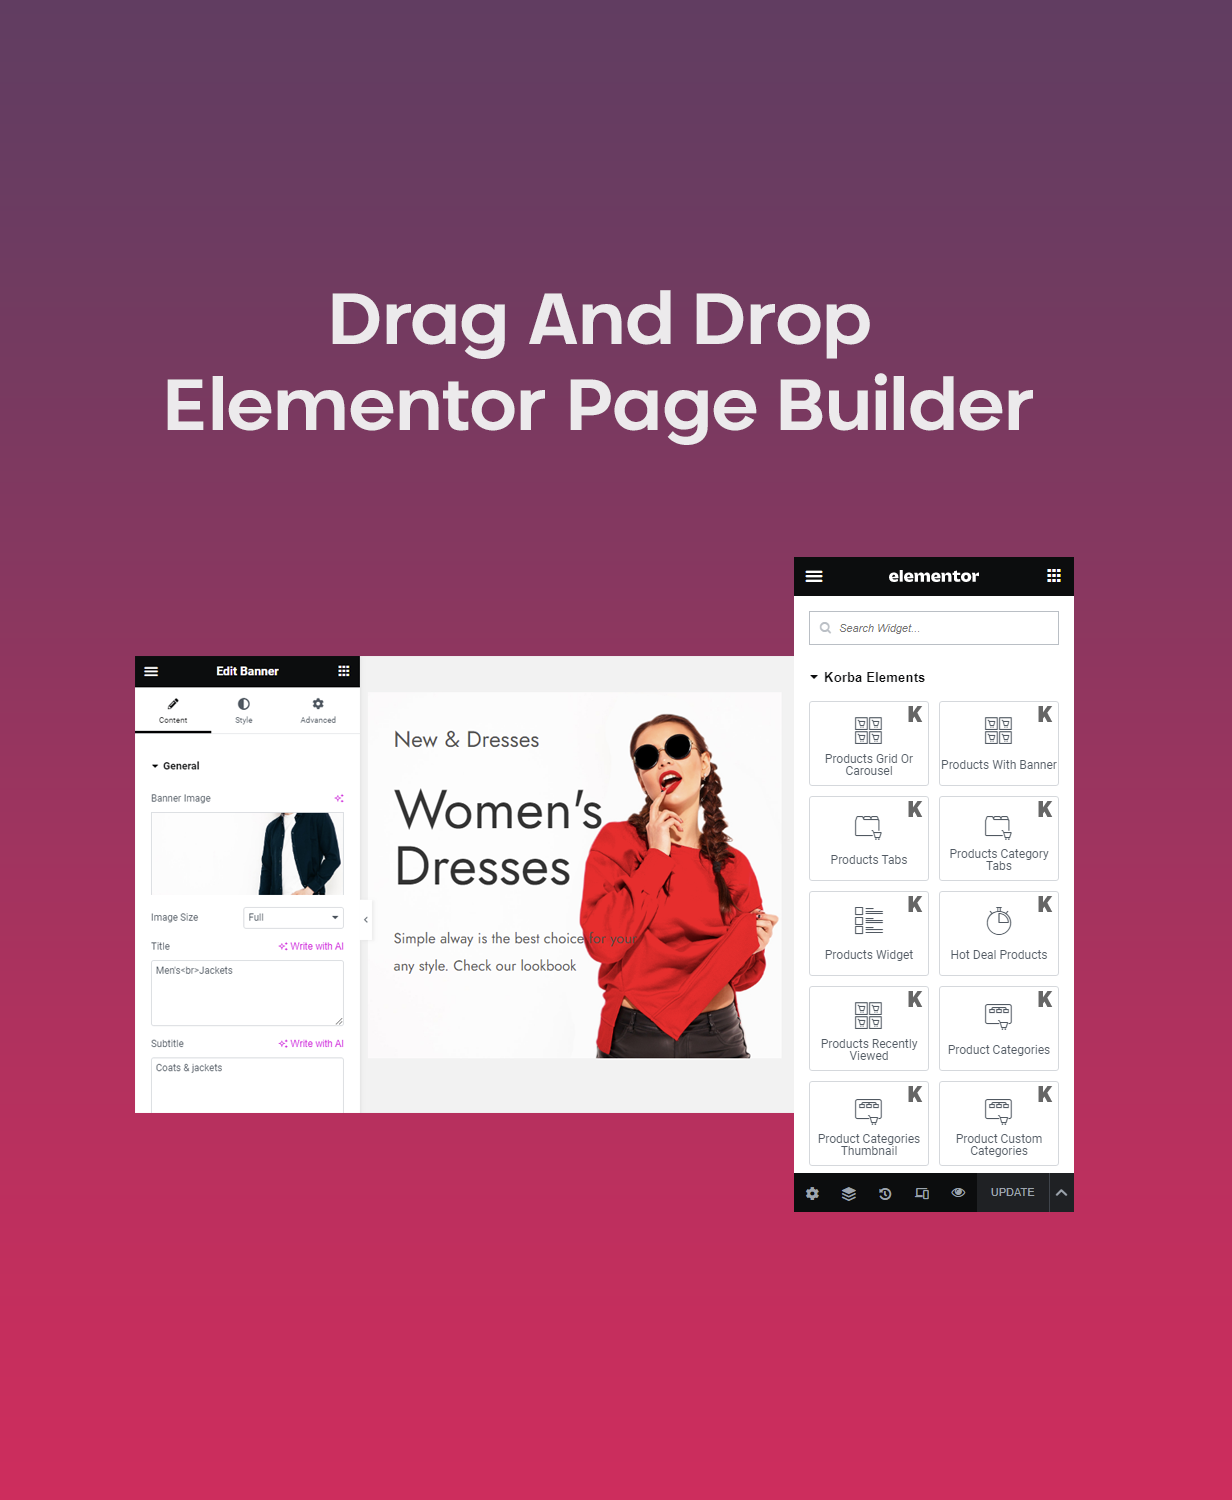 Drag And Drop
Elementor Page Builder
Edit Banner
Content
Style
Advanced
General
Banner Image
Image Size
Full
Title
Write with AI
Men's<br>Jackets
Subtitle
Write with AI
Coats & jackets
New & Dresses
Women's
Dresses
Simple alway is the best choice for your
any style. Check our lookbook
elementor
Search Widget...
Korba Elements
K
Products Grid Or
Carousel
K
Products With Banner
K
Products Tabs
K
Products Category
Tabs
K
Products Widget
K
Hot Deal Products
K
Products Recently
Viewed
K
Product Categories
K
Product Categories
Thumbnail
K
Product Custom
Categories
UPDATE